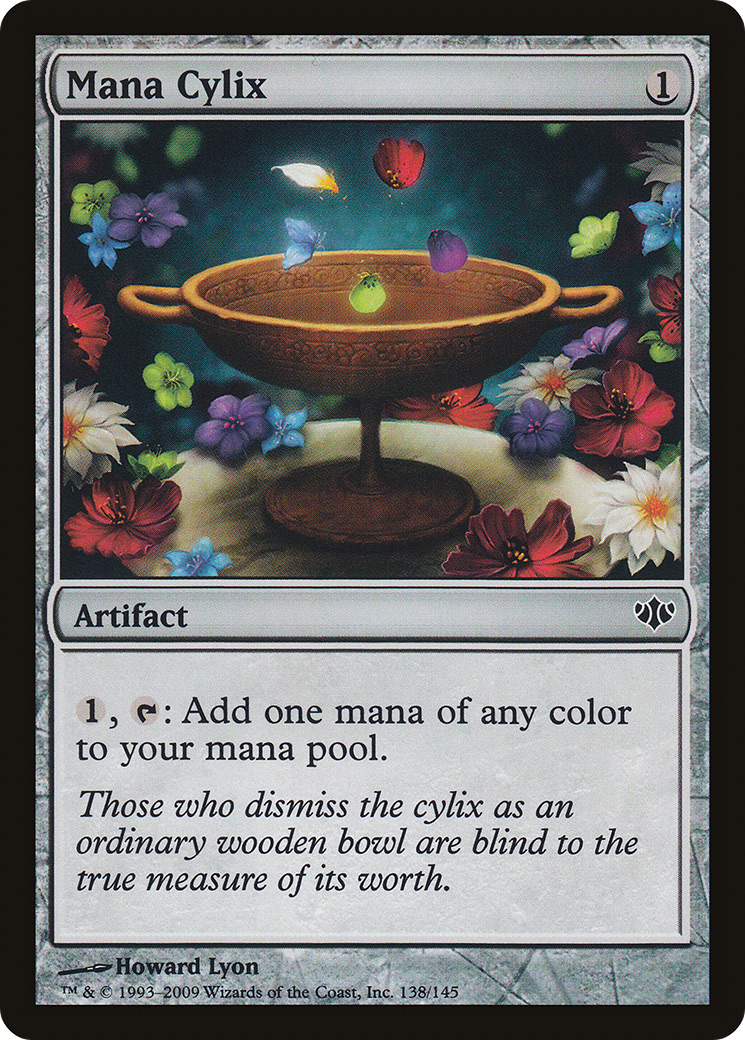 Mana Cylix 1
Artifact
1, : Add one mana of any color
to your mana pool.
Those who dismiss the cylix as an
ordinary wooden bowl are blind to the
true measure of its worth.
Howard Lyon
™ & © 1993–2009 Wizards of the Coast, Inc. 138/145